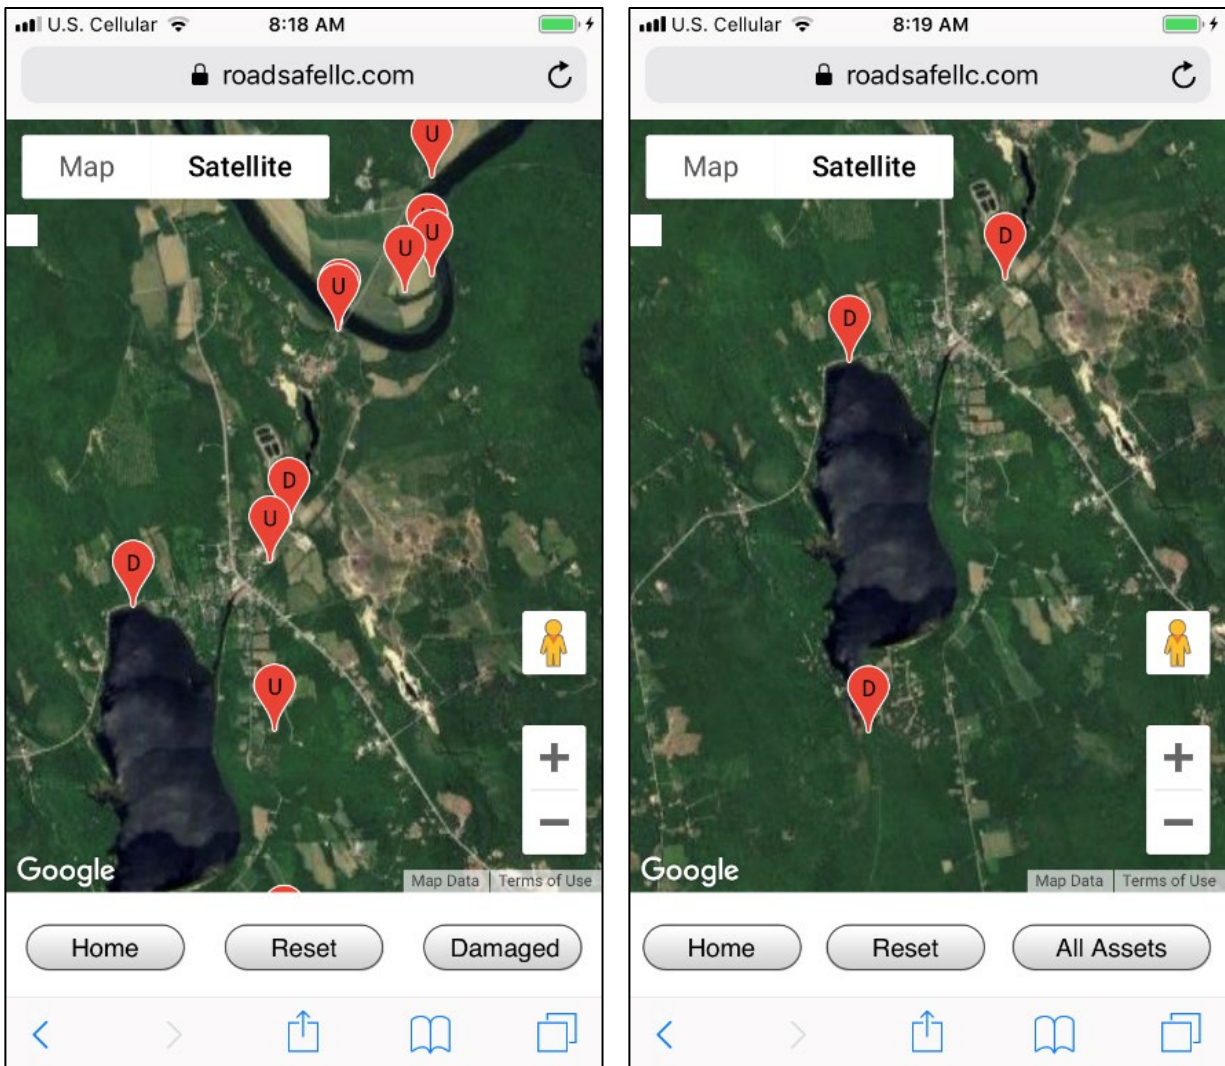 U.S. Cellular 8:18 AM
roadsafellc.com
Map Satellite
U
U
U
U
D
U
D
U
Google
Map Data Terms of Use
Home Reset Damaged
U.S. Cellular 8:19 AM
roadsafellc.com
Map Satellite
D
D
D
Google
Map Data Terms of Use
Home Reset All Assets